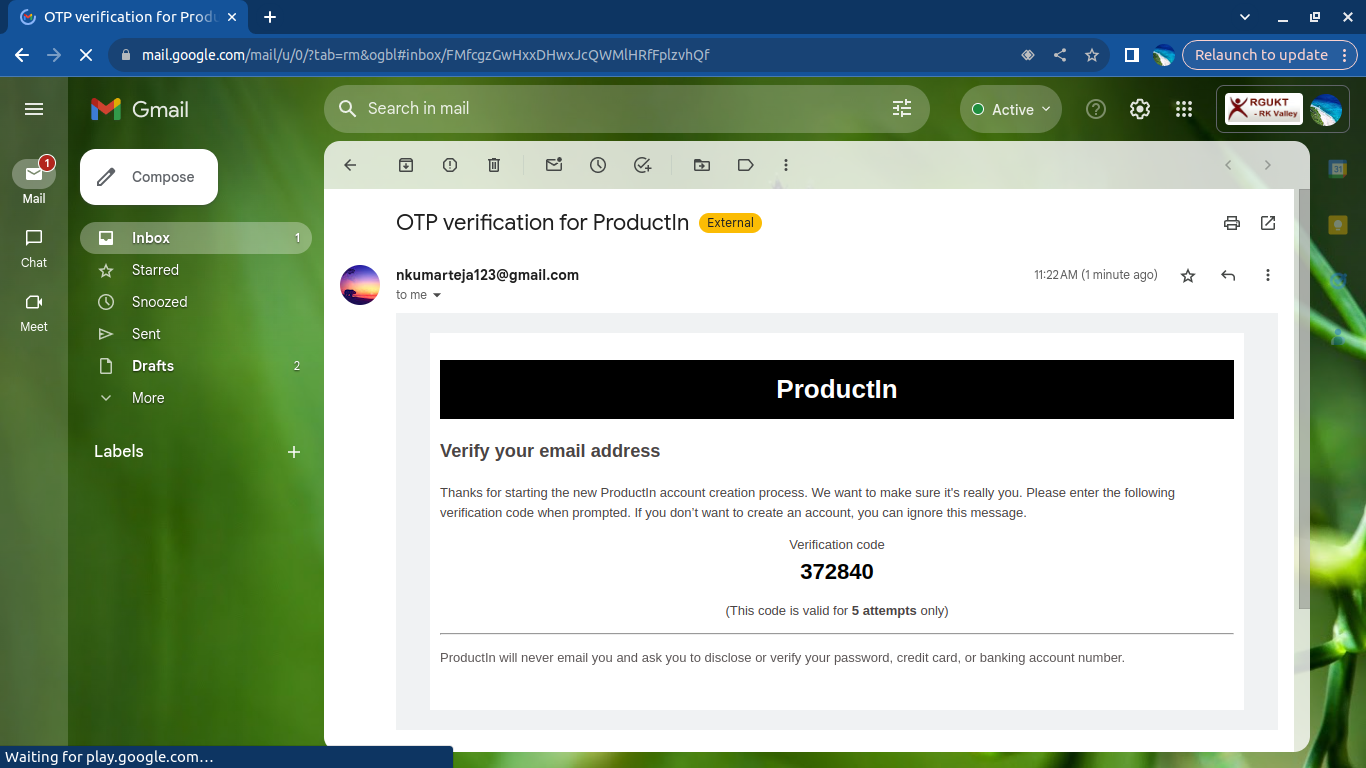 OTP verification for Produ
mail.google.com/mail/u/0/?tab=rm&ogbl#inbox/FMfcgzGwHxxDHwxJcQWMlHRfFplzvhQf
Relaunch to update
Gmail
Search in mail
Active
RGUKT
- RK Valley
1
Mail
Chat
Meet
Compose
Inbox 1
Starred
Snoozed
Sent
Drafts 2
More
Labels
OTP verification for ProductIn External
nkumarteja123@gmail.com 11:22 AM (1 minute ago)
to me
ProductIn
Verify your email address
Thanks for starting the new ProductIn account creation process. We want to make sure it's really you. Please enter the following
verification code when prompted. If you don't want to create an account, you can ignore this message.
Verification code
372840
(This code is valid for 5 attempts only)
ProductIn will never email you and ask you to disclose or verify your password, credit card, or banking account number.
Waiting for play.google.com…